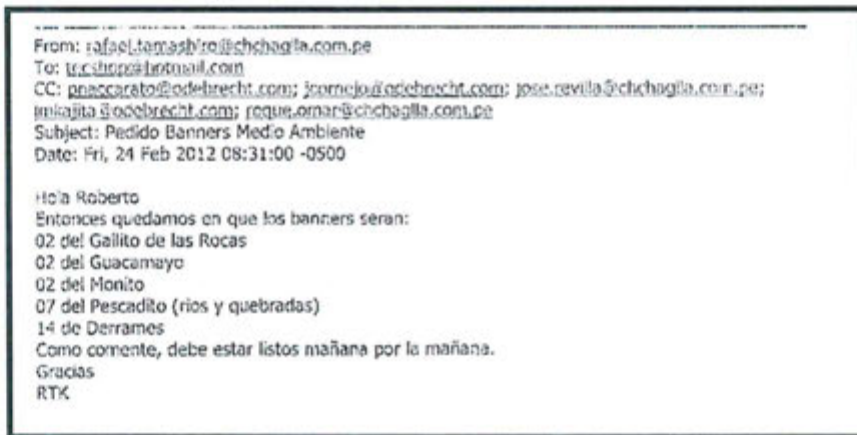 From: rafael.tamashiro@chchaglla.com.pe
To: tccshop@hotmail.com
CC: pnaccarato@odebrecht.com; jcornejo@odebrecht.com; jose.revilla@chchaglla.com.pe;
jmkajita@odebrecht.com; roque.omar@chchaglla.com.pe
Subject: Pedido Banners Medio Ambiente
Date: Fri, 24 Feb 2012 08:31:00 -0500
Hola Roberto
Entonces quedamos en que los banners seran:
02 del Gallito de las Rocas
02 del Guacamayo
02 del Monito
07 del Pescadito (rios y quebradas)
14 de Derrames
Como comente, debe estar listos mañana por la mañana.
Gracias
RTK